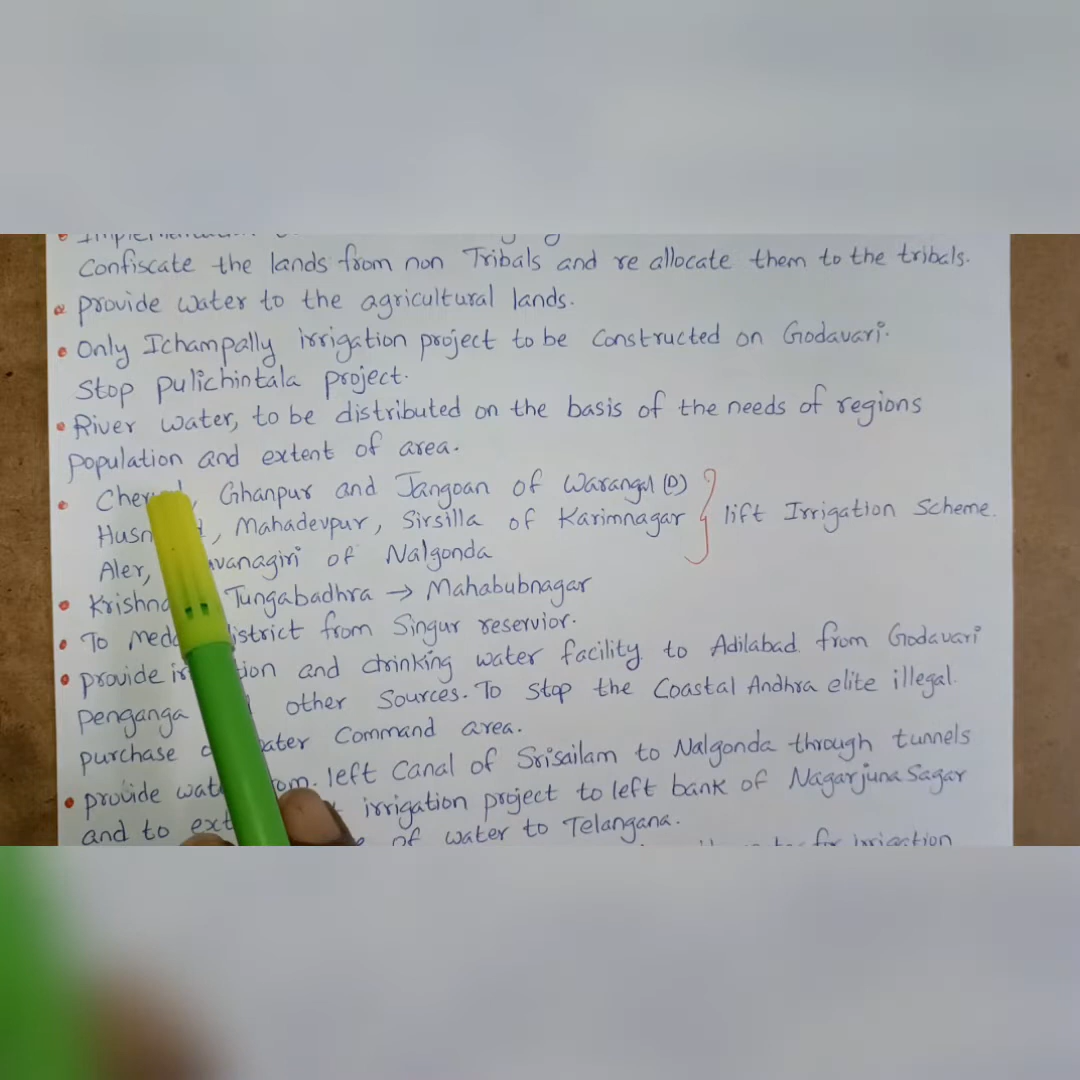 Confiscate the lands from non Tribals and re allocate them to the tribals.
• provide water to the agricultural lands.
• Only Ichampally irrigation project to be constructed on Godavari.
Stop pulichintala project.
• River water, to be distributed on the basis of the needs of regions
population and extent of area.
• Ghanpur and Jangoan of Warangal (D)
Mahadevpur, Sirsilla of Karimnagar } lift Irrigation Scheme.
Aler, of Nalgonda
• Krishna Tungabadhra → Mahabubnagar
• To district from Singur reservior.
• provide and drinking water facility to Adilabad from Godavari
penganga other Sources. To stop the Coastal Andhra elite illegal
purchase Command area.
• provide left Canal of Srisailam to Nalgonda through tunnels
and to irrigation project to left bank of Nagarjuna Sagar
of water to Telangana.